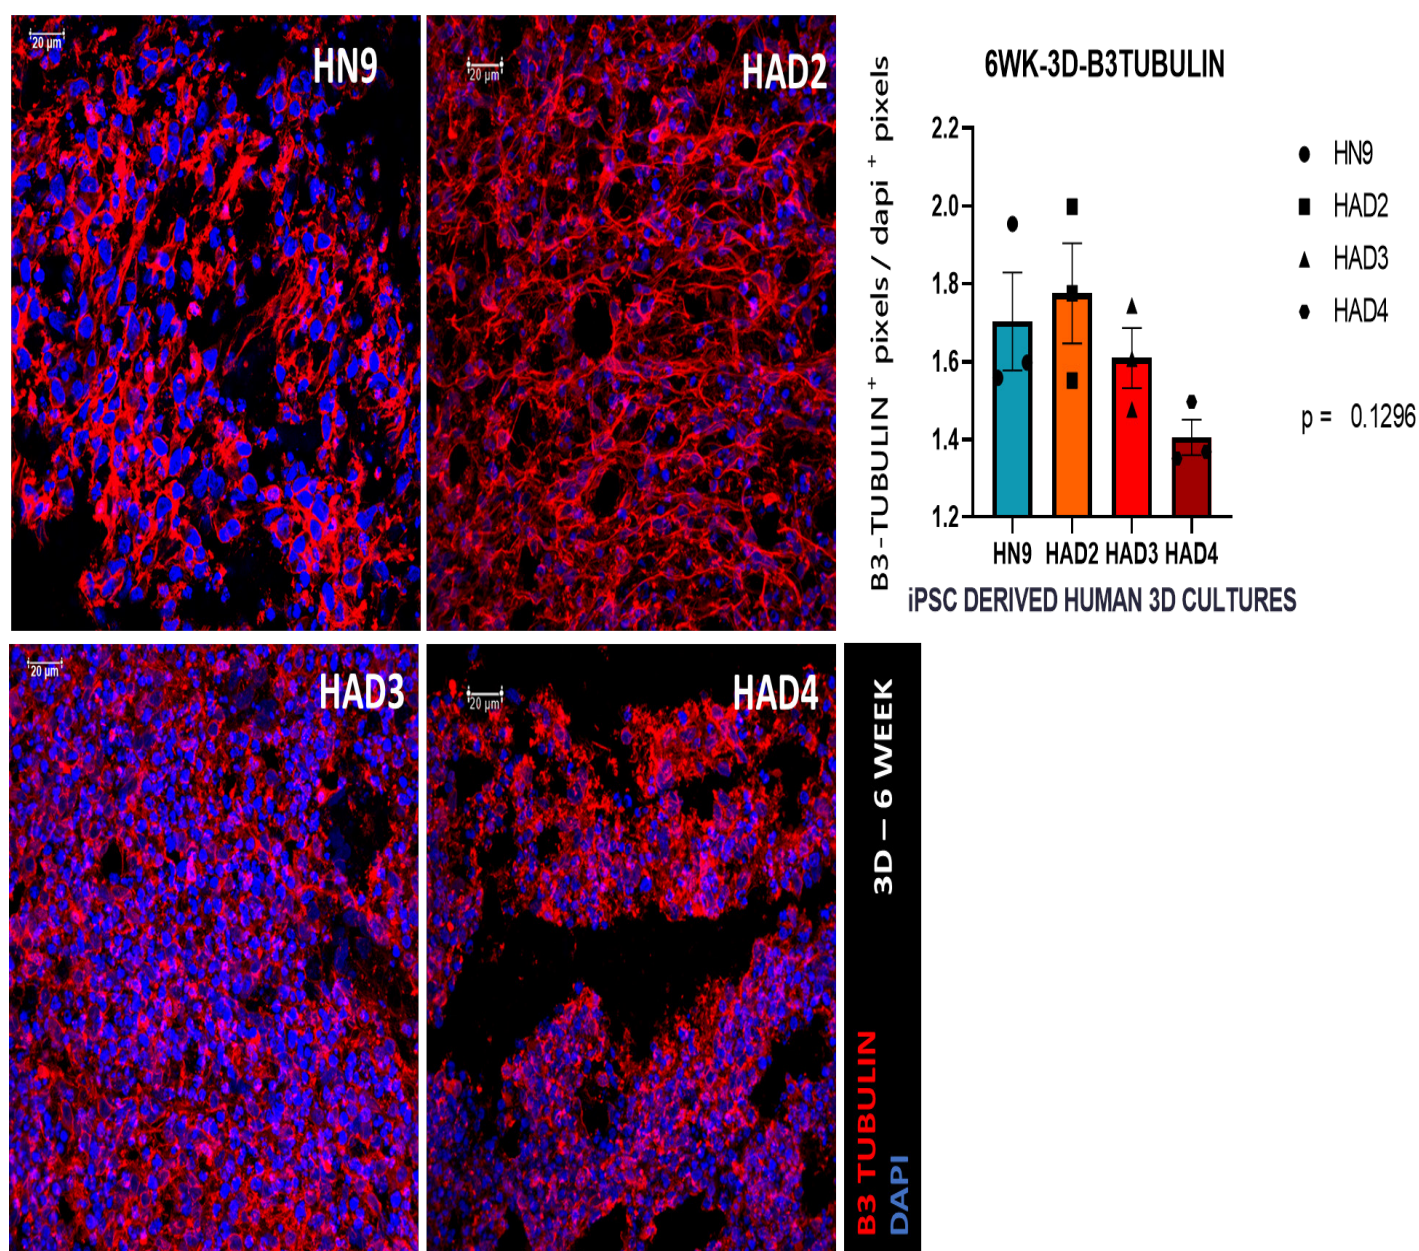 20 µm
HN9
20 µm
HAD2
6WK-3D-B3TUBULIN
B3-TUBULIN⁺ pixels / dapi⁺ pixels
2.2
2.0
1.8
1.6
1.4
1.2
HN9 HAD2 HAD3 HAD4
iPSC DERIVED HUMAN 3D CULTURES
HN9
HAD2
HAD3
HAD4
p = 0.1296
20 µm
HAD3
20 µm
HAD4
B3 TUBULIN
3D – 6 WEEK
DAPI